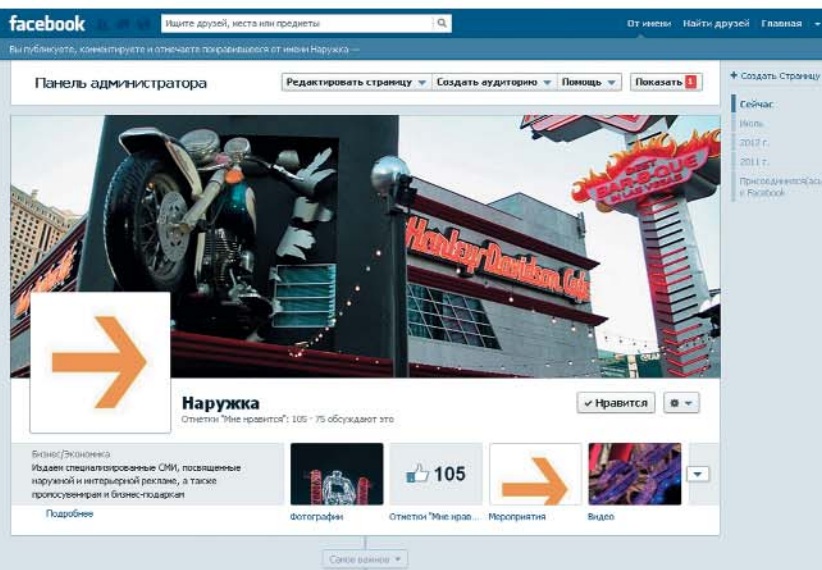 facebook
Ищите друзей, места или предметы
От имени Найти друзей Главная
Вы публикуете, комментируете и отмечаете понравившееся от имени Наружка —
Панель администратора
Редактировать страницу Создать аудиторию Помощь Показать 1
+ Создать Страницу
Сейчас
Июль
2012 г.
2011 г.
Присоединился(ась)
к Facebook
BAR-B-QUE
IN LAS VEGAS
Harley-Davidson Cafe
Наружка
Отметки "Мне нравится": 105 · 75 обсуждают это
Нравится
Бизнес/Экономика
Издаем специализированные СМИ, посвященные
наружной и интерьерной рекламе, а также
промосувенирам и бизнес-подаркам
Подробнее
105
Фотографии
Отметки "Мне нрав...
Мероприятия
Видео
Самое важное